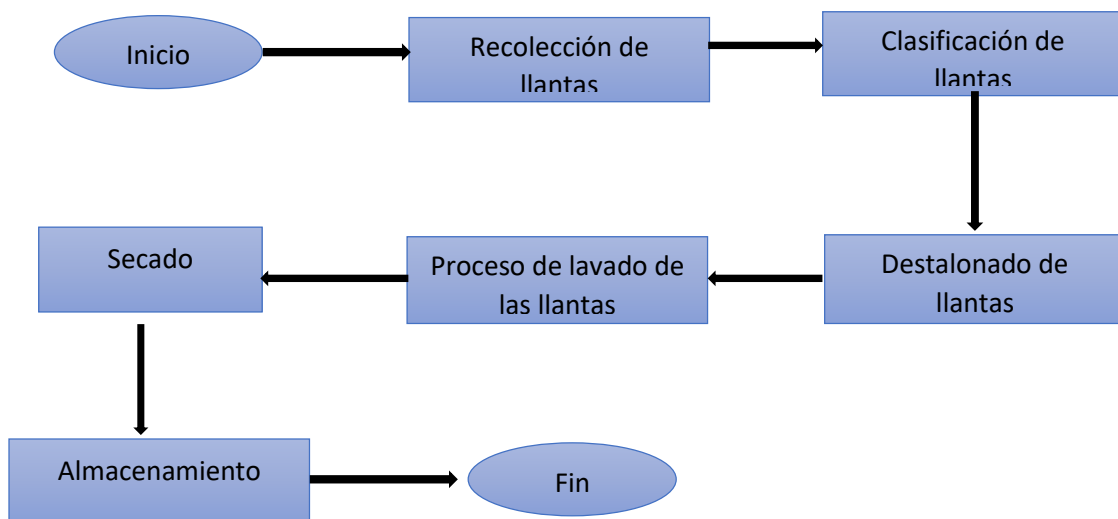 Inicio
Recolección de
llantas
Clasificación de
llantas
Destalonado de
llantas
Proceso de lavado de
las llantas
Secado
Almacenamiento
Fin